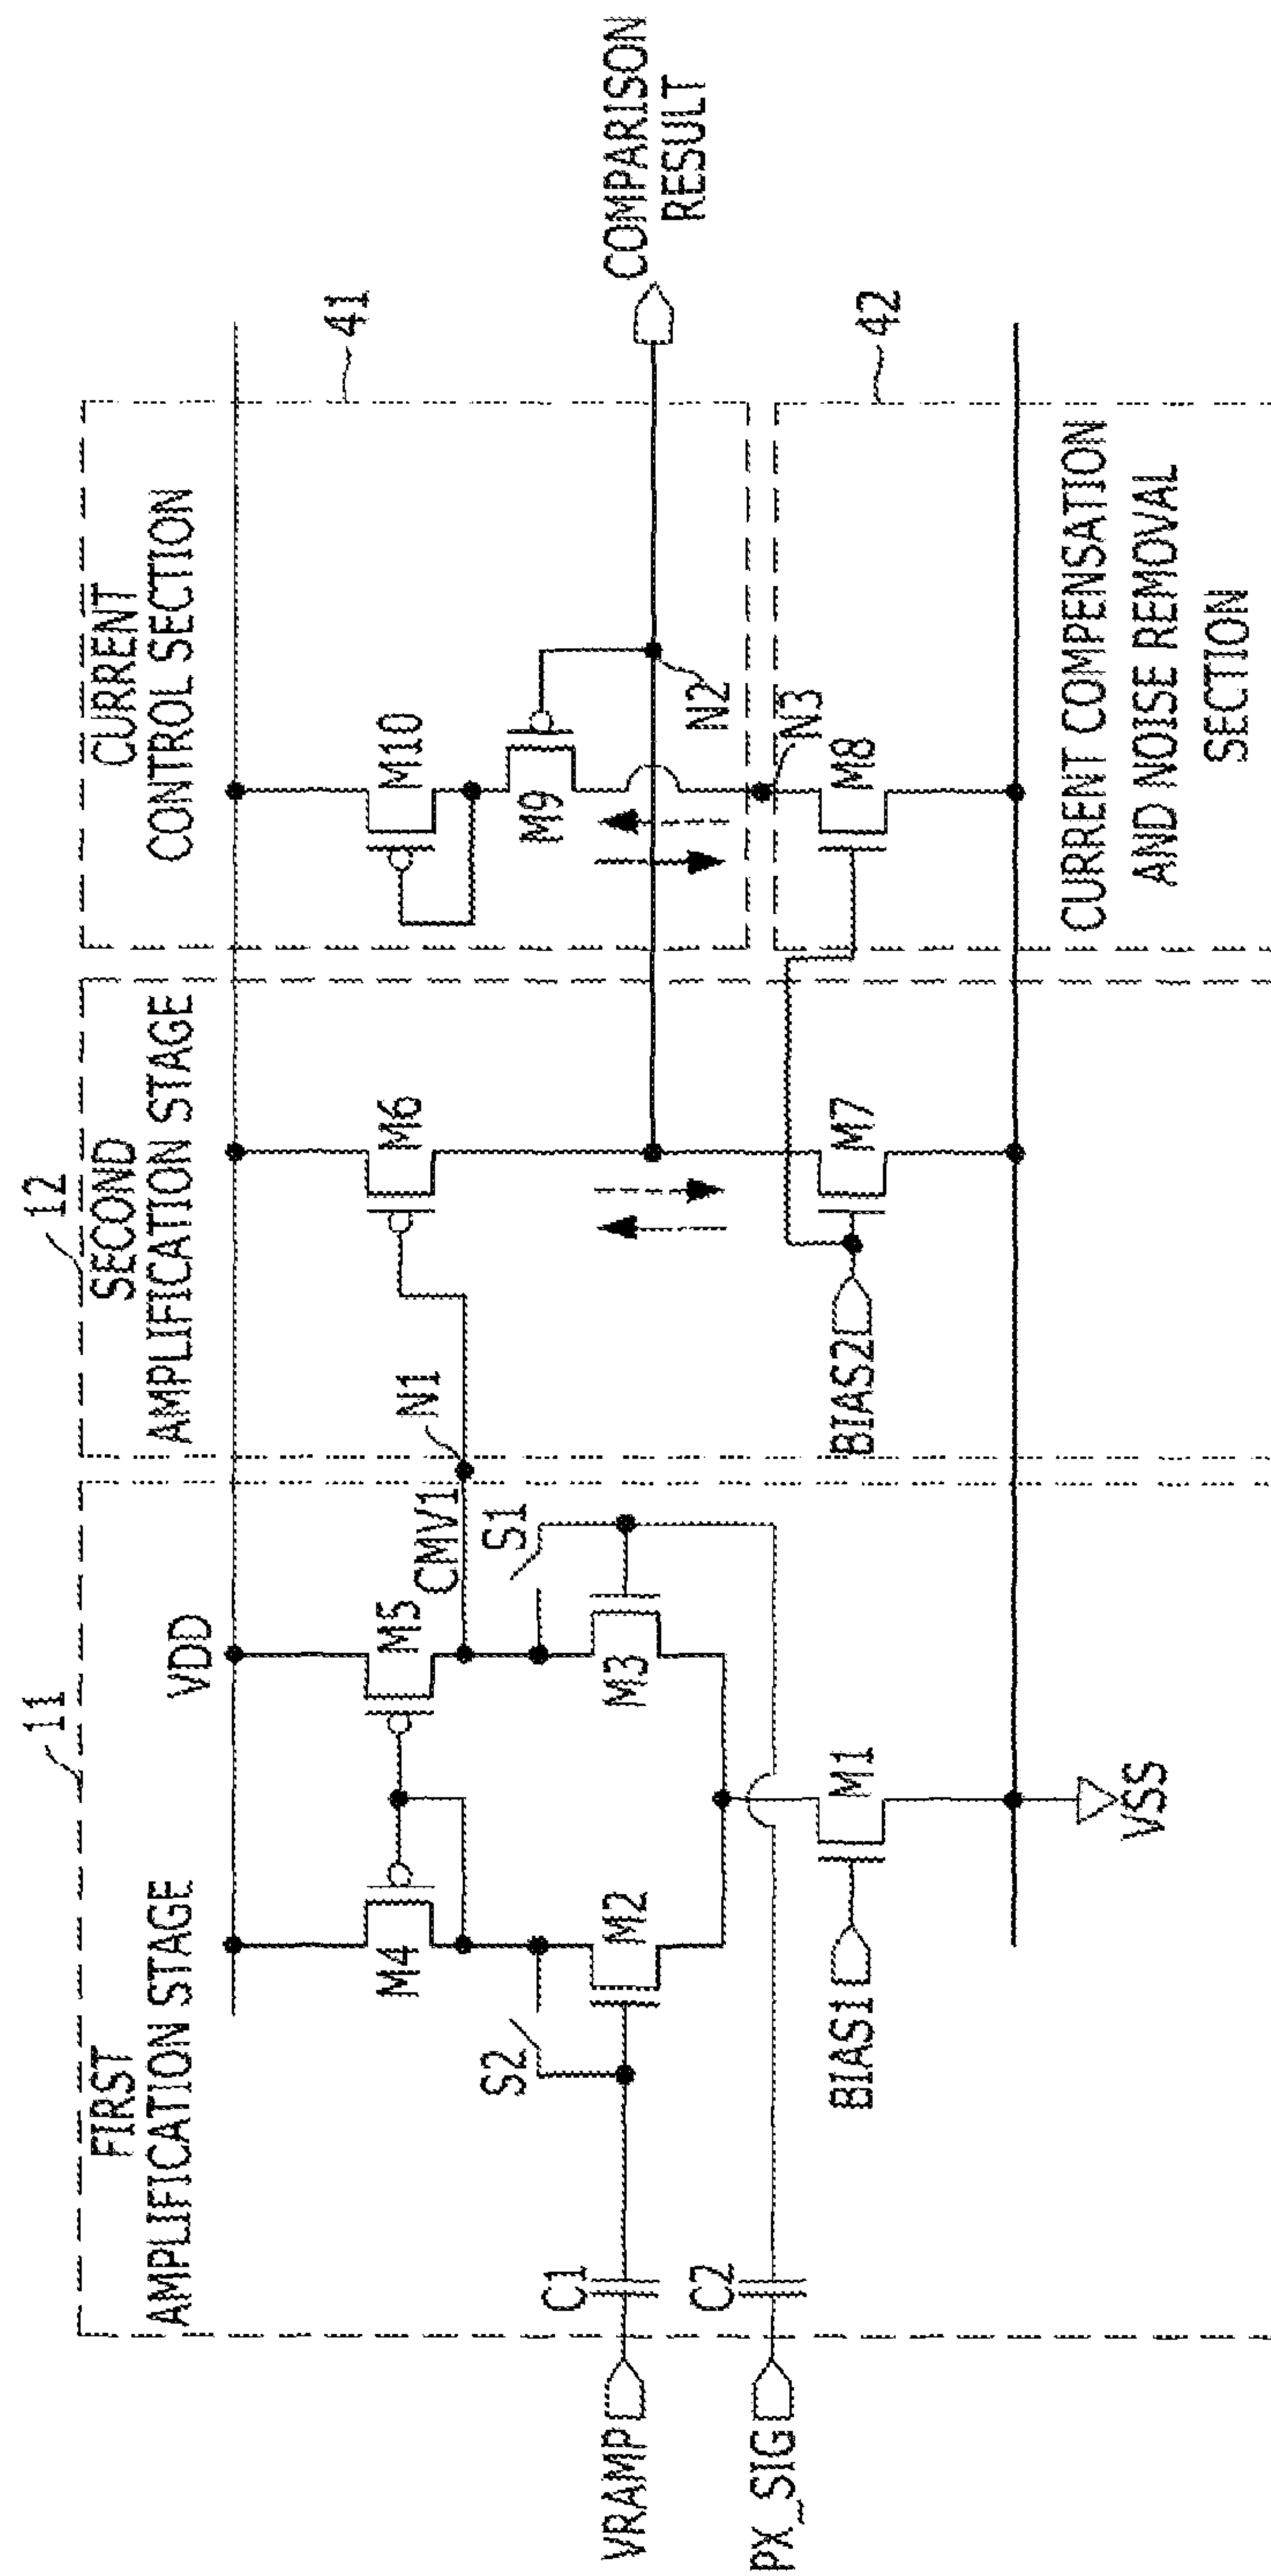 11
12
FIRST
AMPLIFICATION STAGE
SECOND
AMPLIFICATION STAGE
CURRENT
CONTROL SECTION
VDD
41
M4
M5
M6
M10
CMV1
N1
S2
S1
M9
M2
M3
N2
COMPARISON
RESULT
VRAMP
C1
PX_SIG
C2
N3
BIAS1
M1
BIAS2
M7
M8
42
VSS
CURRENT COMPENSATION
AND NOISE REMOVAL
SECTION